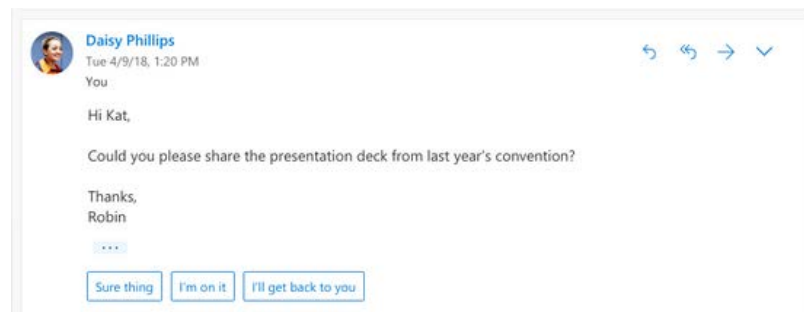 Daisy Phillips
Tue 4/9/18, 1:20 PM
You
Hi Kat,
Could you please share the presentation deck from last year's convention?
Thanks,
Robin
...
Sure thing I'm on it I'll get back to you